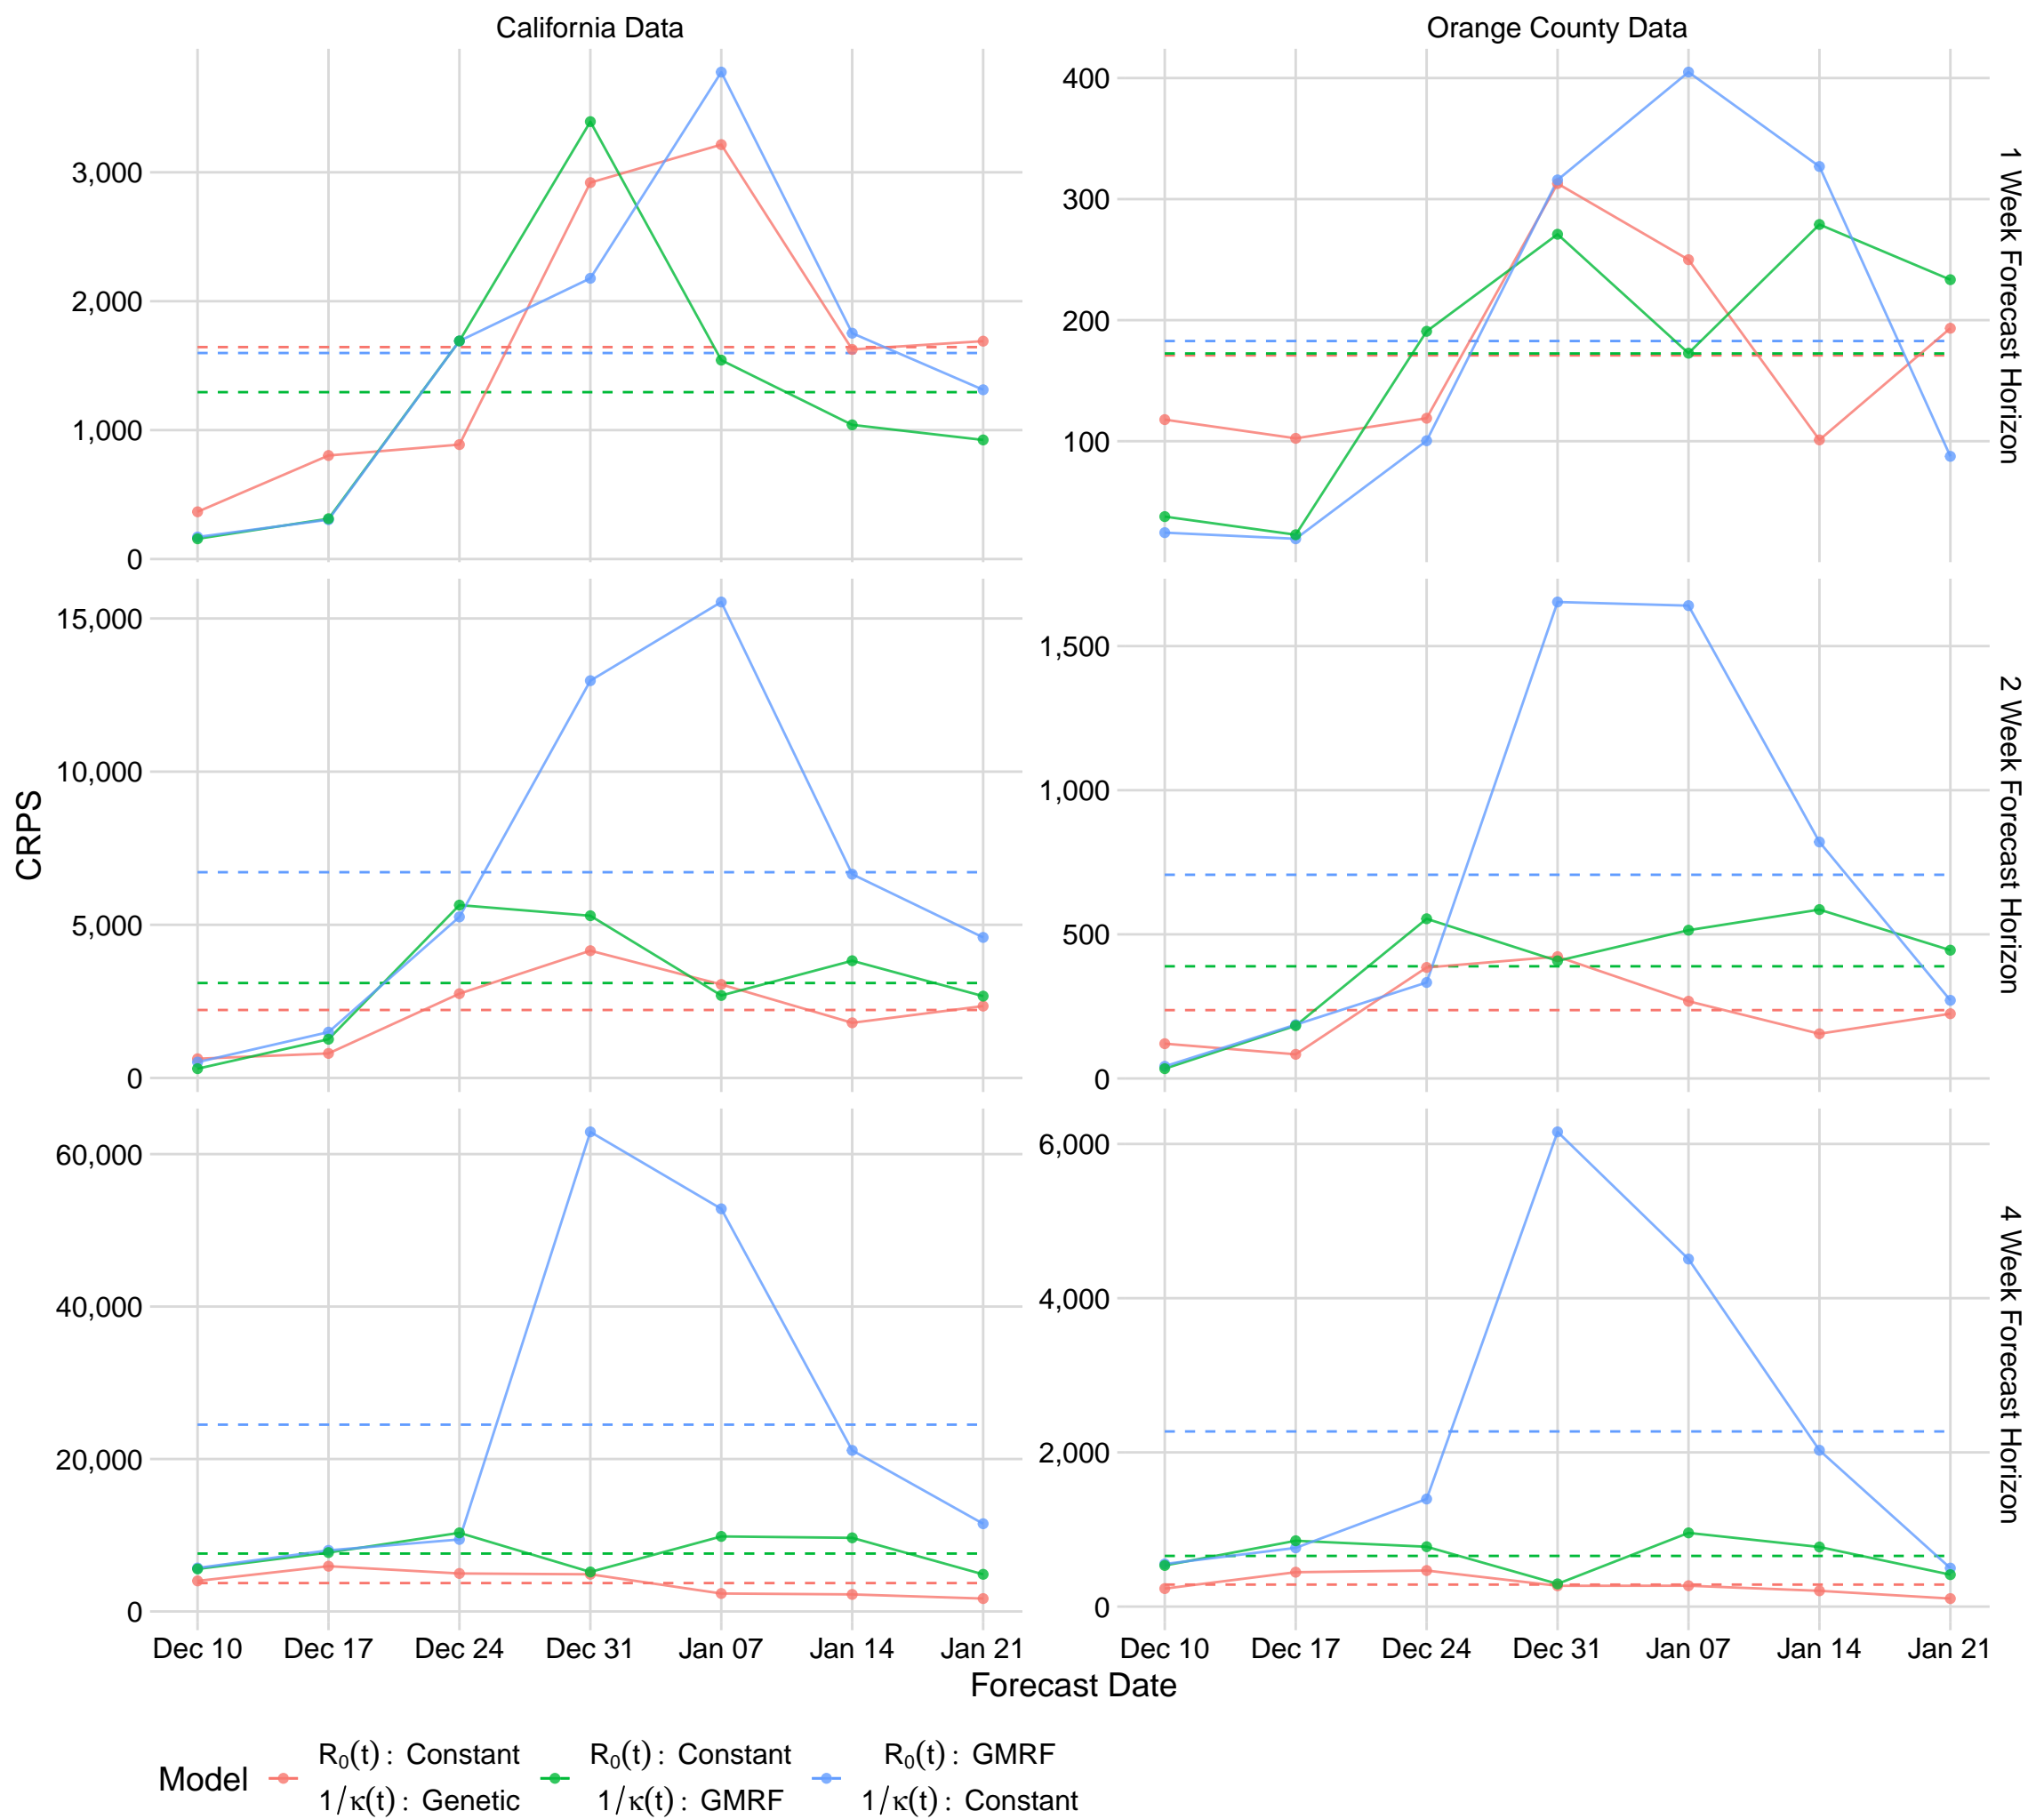 California Data
Orange County Data
3,000
2,000
1,000
0
400
300
200
100
1 Week Forecast Horizon
15,000
10,000
5,000
0
1,500
1,000
500
0
2 Week Forecast Horizon
CRPS
60,000
40,000
20,000
0
6,000
4,000
2,000
0
4 Week Forecast Horizon
Dec 10 Dec 17 Dec 24 Dec 31 Jan 07 Jan 14 Jan 21
Dec 10 Dec 17 Dec 24 Dec 31 Jan 07 Jan 14 Jan 21
Forecast Date
Model
R₀(t): Constant
1/κ(t): Genetic
R₀(t): Constant
1/κ(t): GMRF
R₀(t): GMRF
1/κ(t): Constant